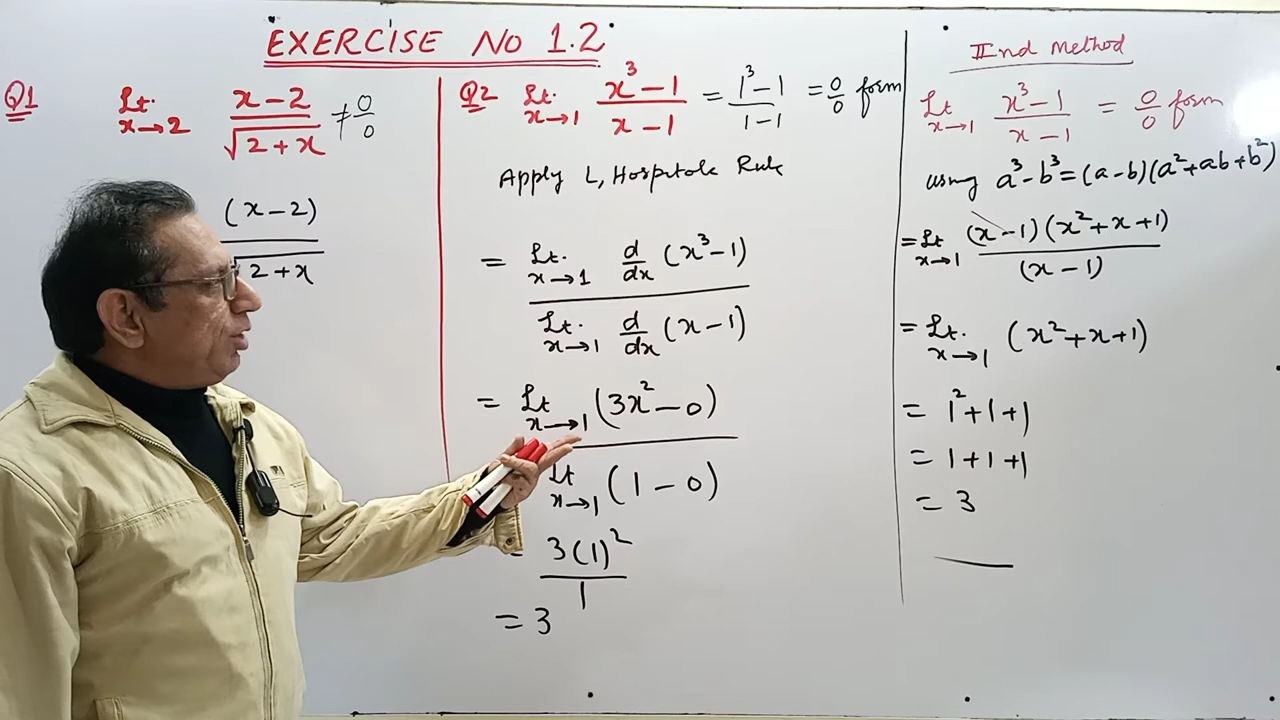 EXERCISE NO 1.2
Q1 Lt. x→2 x-2 / √2+x ≠ 0/0
(x-2) / √2+x
Q2 Lt. x→1 x³-1 / x-1 = 1³-1 / 1-1 = 0/0 form
Apply L, Hospitole Rule
= Lt. x→1 d/dx (x³-1) / Lt. x→1 d/dx (x-1)
= Lt x→1 (3x²-0) / Lt x→1 (1-0)
= 3(1)² / 1
= 3
IInd Method
Lt. x→1 x³-1 / x-1 = 0/0 form
using a³-b³=(a-b)(a²+ab+b²)
= Lt x→1 (x-1)(x²+x+1) / (x-1)
= Lt. x→1 (x²+x+1)
= 1²+1+1
= 1+1+1
= 3